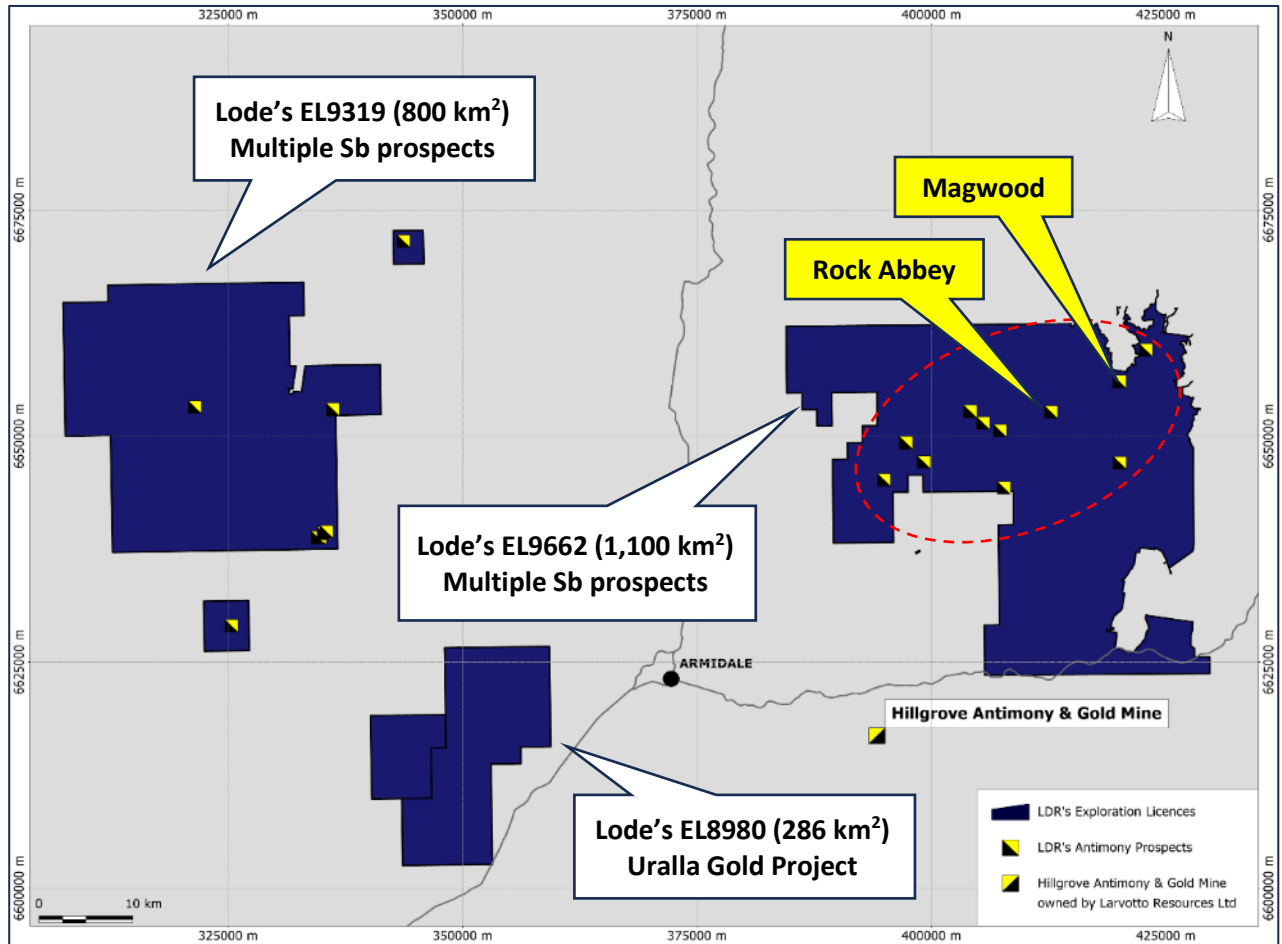 325000 m
350000 m
375000 m
400000 m
425000 m
N
Lode's EL9319 (800 km²)
Multiple Sb prospects
Magwood
Rock Abbey
6675000 m
6675000 m
6650000 m
6650000 m
Lode's EL9662 (1,100 km²)
Multiple Sb prospects
6625000 m
6625000 m
ARMIDALE
Hillgrove Antimony & Gold Mine
Lode's EL8980 (286 km²)
Uralla Gold Project
LDR's Exploration Licences
LDR's Antimony Prospects
Hillgrove Antimony & Gold Mine
owned by Larvotto Resources Ltd
6600000 m
6600000 m
0 10 km
325000 m
350000 m
375000 m
400000 m
425000 m